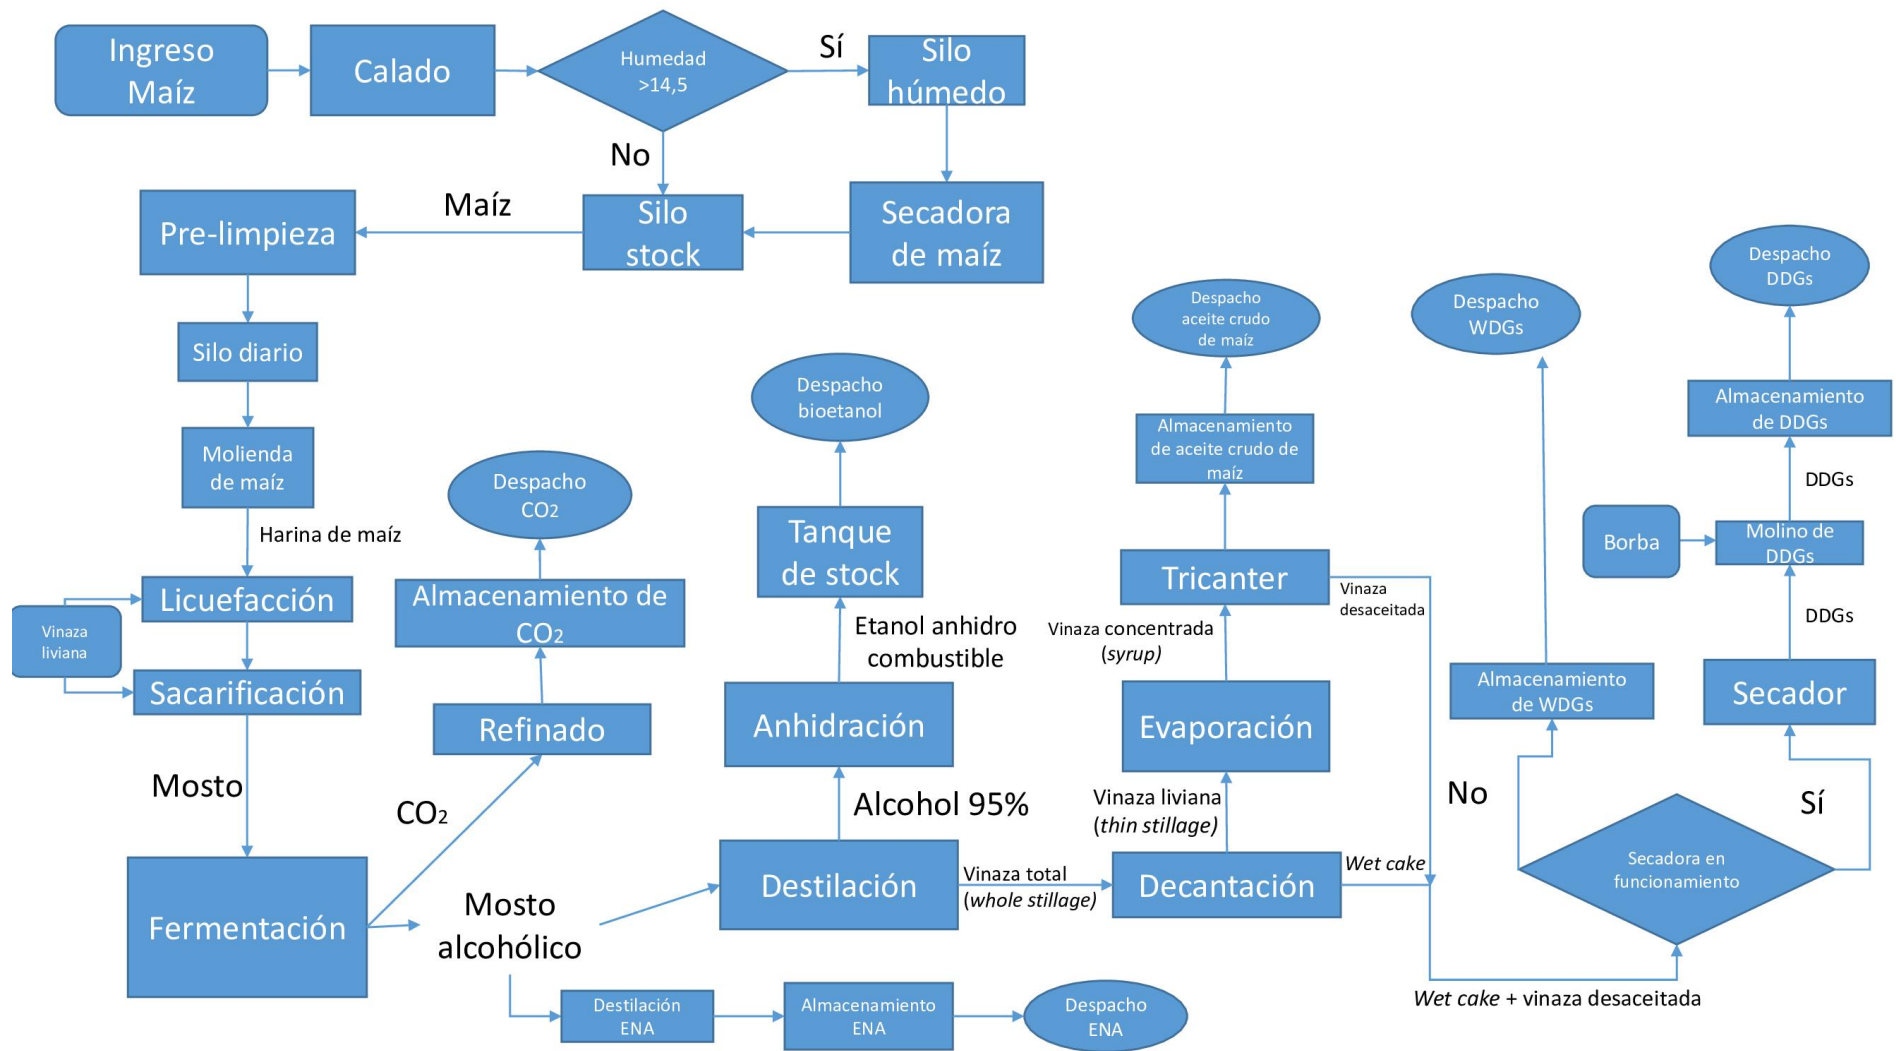 Ingreso
Maíz
Calado
Humedad
>14,5
Sí
Silo
húmedo
No
Maíz
Pre-limpieza
Silo
stock
Secadora
de maíz
Silo diario
Molienda
de maíz
Harina de maíz
Licuefacción
Vinaza
liviana
Sacarificación
Mosto
Fermentación
CO2
Refinado
Almacenamiento de
CO2
Despacho
CO2
Mosto
alcohólico
Destilación
ENA
Almacenamiento
ENA
Despacho
ENA
Destilación
Alcohol 95%
Anhidración
Etanol anhidro
combustible
Tanque
de stock
Despacho
bioetanol
Vinaza total
(whole stillage)
Decantación
Vinaza liviana
(thin stillage)
Evaporación
Vinaza concentrada
(syrup)
Tricanter
Vinaza
desaceitada
Almacenamiento
de aceite crudo de
maíz
Despacho
aceite crudo
de maíz
Wet cake
Wet cake + vinaza desaceitada
Secadora en
funcionamiento
No
Almacenamiento
de WDGs
Despacho
WDGs
Sí
Secador
DDGs
Borba
Molino de
DDGs
DDGs
Almacenamiento
de DDGs
Despacho
DDGs